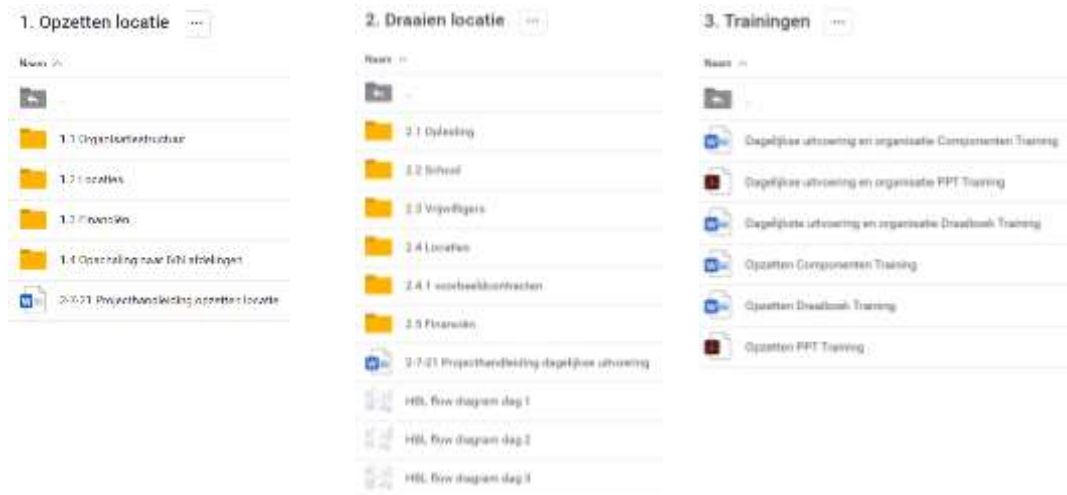 1. Opzetten locatie
Naam
1.1 Organisatiestructuur
1.2 Locaties
1.3 Financiën
1.4 Opschaling naar IVN afdelingen
2-7-21 Projecthandleiding opzetten locatie
2. Draaien locatie
Naam
2.1 Opleiding
2.2 School
2.3 Vrijwilligers
2.4 Locaties
2.4.1 voorbeeldcontracten
2.5 Financiën
2-7-21 Projecthandleiding dagelijkse uitvoering
HBL flow diagram dag 1
HBL flow diagram dag 2
HBL flow diagram dag 3
3. Trainingen
Naam
Dagelijkse uitvoering en organisatie Componenten Training
Dagelijkse uitvoering en organisatie PPT Training
Dagelijkste uitvoering en organisatie Draaiboek Training
Opzetten Componenten Training
Opzetten Draaiboek Training
Opzetten PPT Training